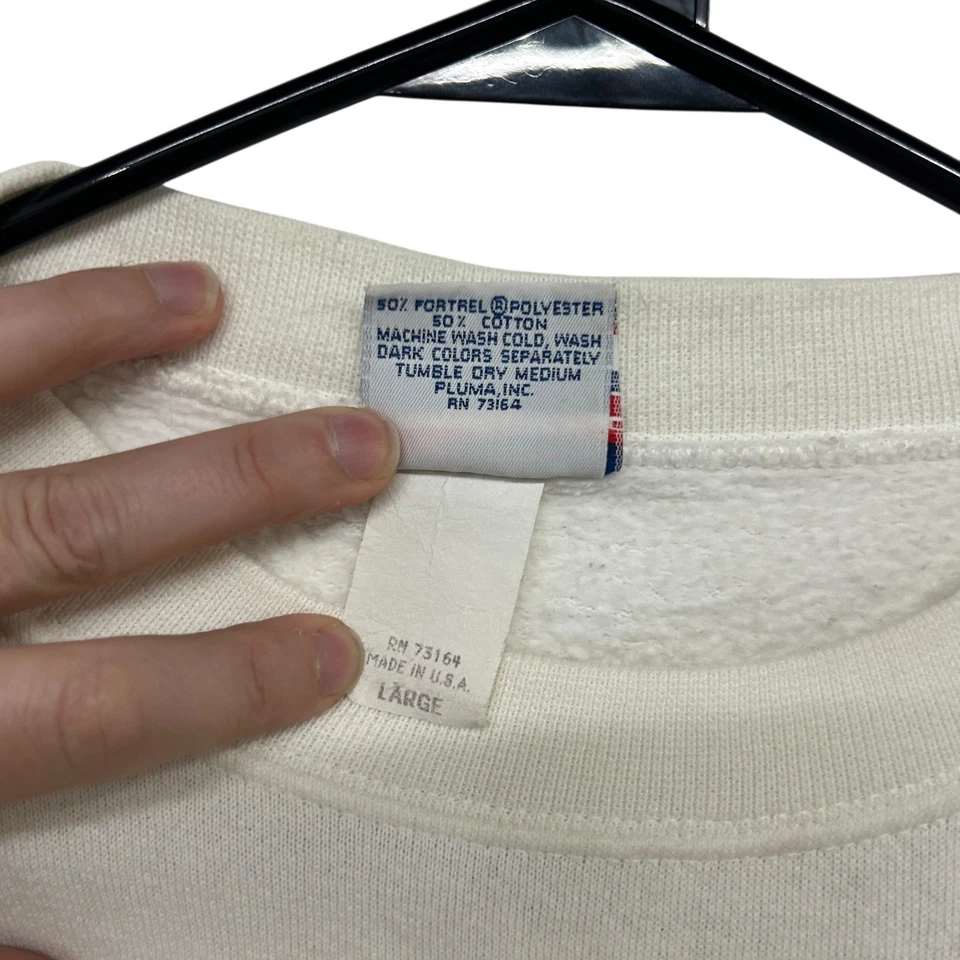 50% FORTREL ® POLYESTER
50% COTTON
MACHINE WASH COLD, WASH
DARK COLORS SEPARATELY
TUMBLE DRY MEDIUM
PLUMA, INC.
RN 73164
RN 73164
MADE IN U.S.A.
LARGE